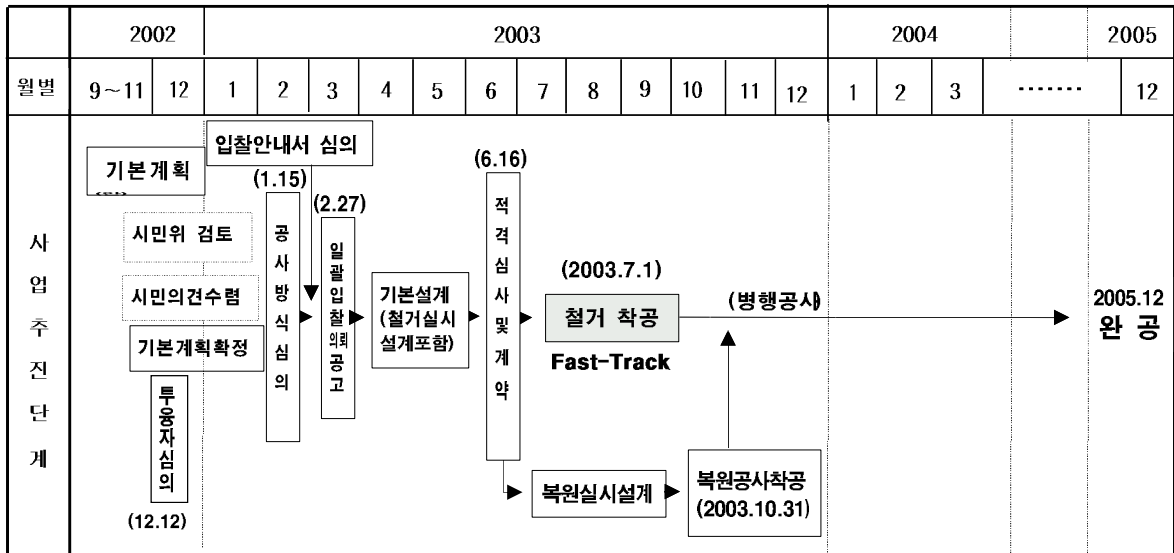 2002 2003 2004 2005
월별 9~11 12 1 2 3 4 5 6 7 8 9 10 11 12 1 2 3 ······· 12
사업추진단계
입찰안내서 심의
기본계획
(1.15)
(2.27)
(6.16)
시민위 검토
시민의견수렴
기본계획확정
투융자심의
(12.12)
공사방식심의
일괄입찰의뢰공고
기본설계
(철거실시
설계포함)
적격심사및계약
(2003.7.1)
철거 착공
Fast-Track
(병행공사)
복원실시설계
복원공사착공
(2003.10.31)
2005.12
완 공